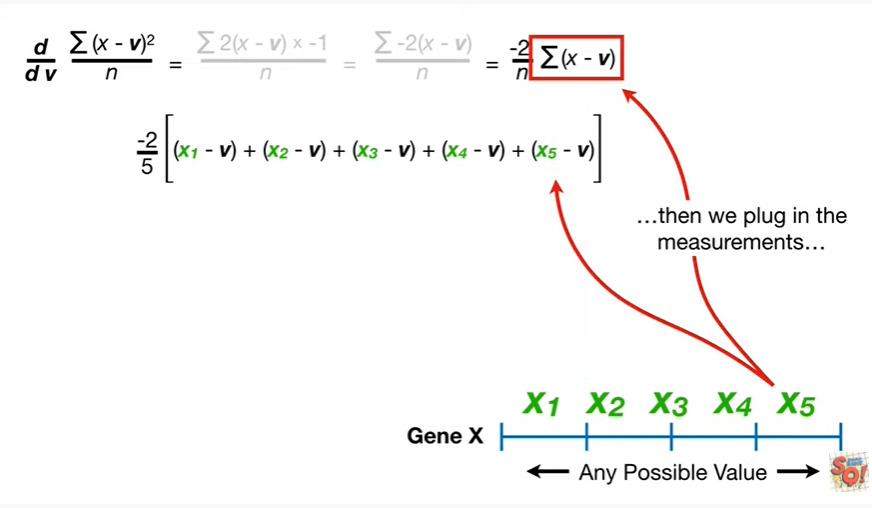 d/dv Σ(x - v)²/n = Σ2(x - v) × -1/n = Σ-2(x - v)/n = -2/n Σ(x - v)
-2/5 [(x₁ - v) + (x₂ - v) + (x₃ - v) + (x₄ - v) + (x₅ - v)]
…then we plug in the
measurements…
X₁ X₂ X₃ X₄ X₅
Gene X
Any Possible Value
SQ!